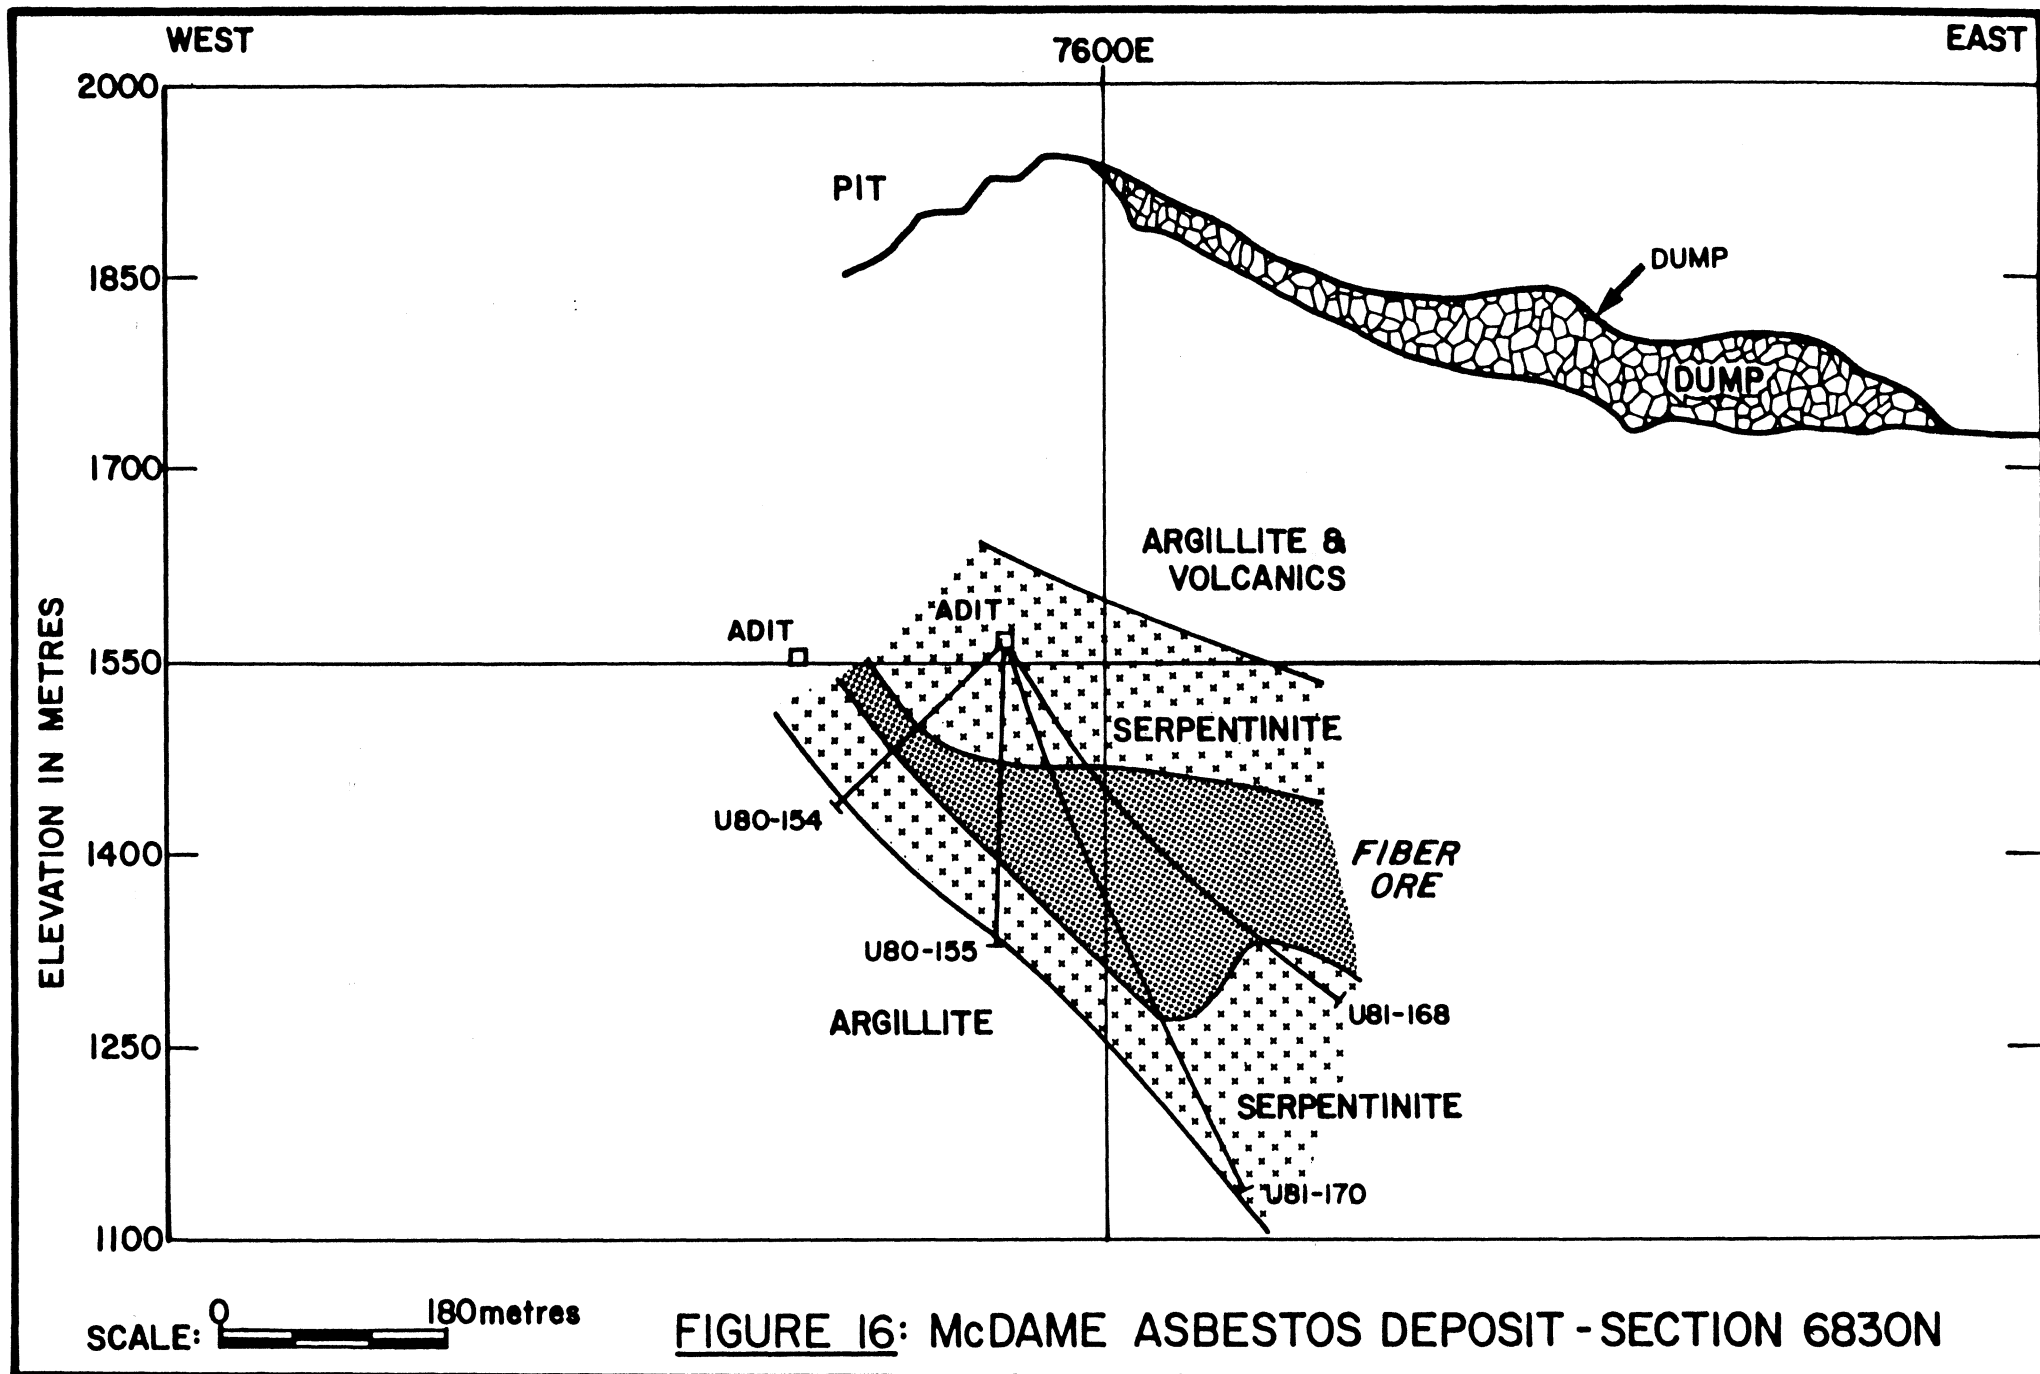 WEST
7600E
EAST
2000
PIT
1850
DUMP
DUMP
1700
ARGILLITE &
VOLCANICS
ADIT
ADIT
1550
SERPENTINITE
U80-154
1400
FIBER
ORE
U80-155
ARGILLITE
U81-168
1250
SERPENTINITE
U81-170
1100
ELEVATION IN METRES
0 180metres
SCALE:
FIGURE 16: McDAME ASBESTOS DEPOSIT - SECTION 6830N